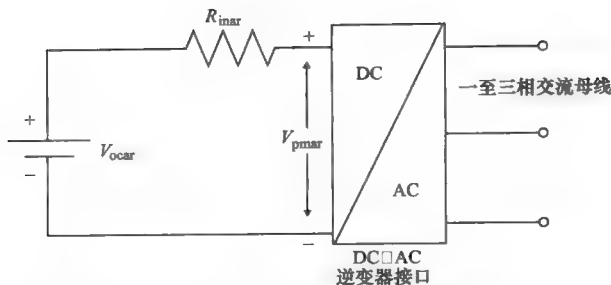 R_inar
+
DC
一至三相交流母线
+
V_ocar
V_pmar
−
AC
−
DC□AC
逆变器接口